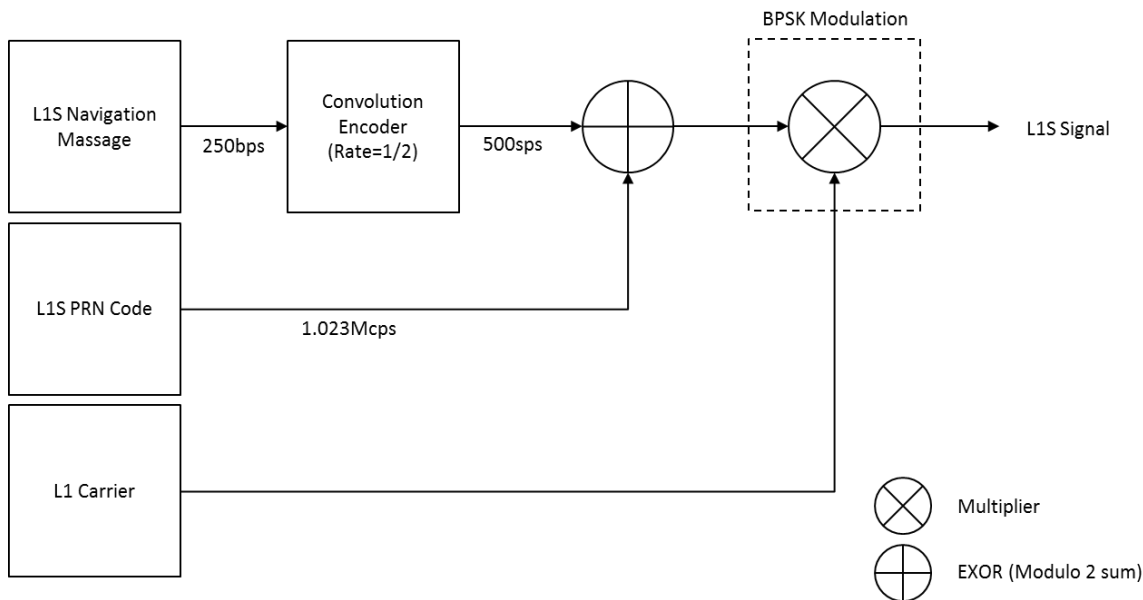 BPSK Modulation
L1S Navigation
Massage
250bps
Convolution
Encoder
(Rate=1/2)
500sps
L1S Signal
L1S PRN Code
1.023Mcps
L1 Carrier
Multiplier
EXOR (Modulo 2 sum)